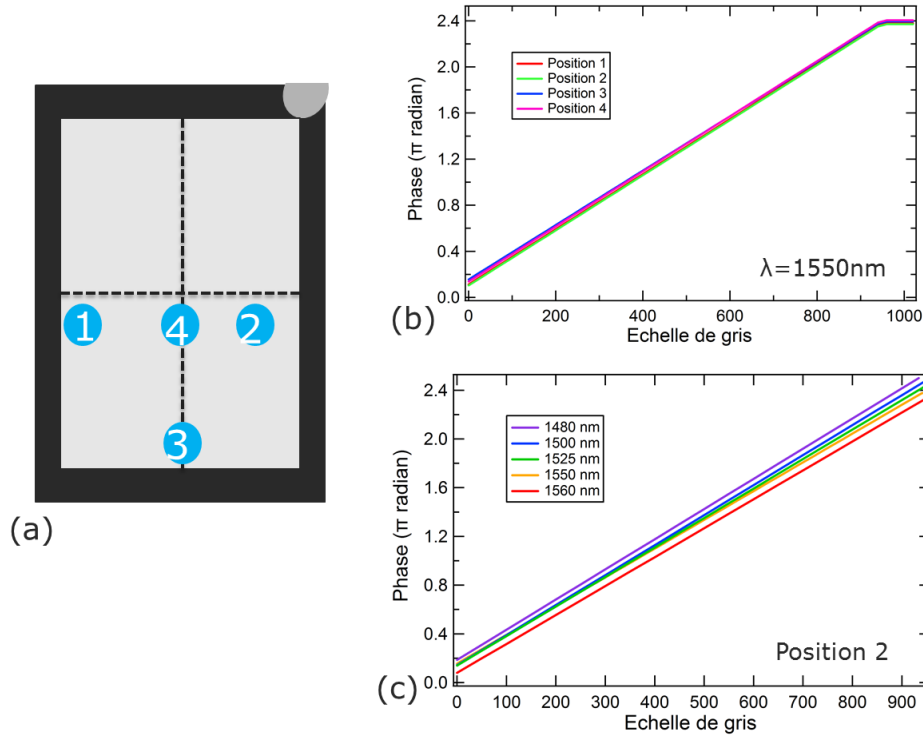 1
4
2
3
(a)
2.4
2.0
1.6
1.2
0.8
0.4
0.0
Phase (π radian)
Position 1
Position 2
Position 3
Position 4
λ=1550nm
0
200
400
600
800
1000
Echelle de gris
(b)
2.4
2.0
1.6
1.2
0.8
0.4
0.0
Phase (π radian)
1480 nm
1500 nm
1525 nm
1550 nm
1560 nm
Position 2
0
100
200
300
400
500
600
700
800
900
Echelle de gris
(c)